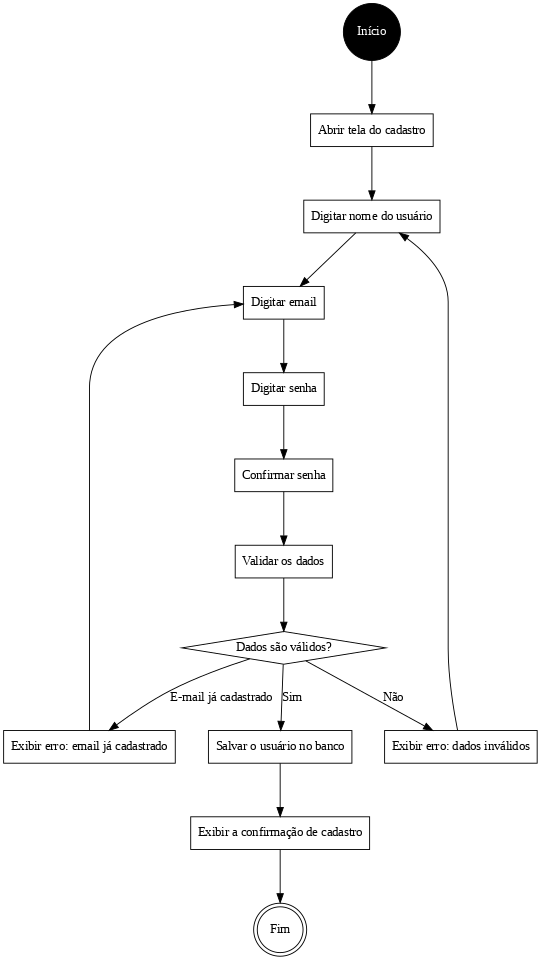 Início
Abrir tela do cadastro
Digitar nome do usuário
Digitar email
Digitar senha
Confirmar senha
Validar os dados
Dados são válidos?
E-mail já cadastrado
Sim
Não
Exibir erro: email já cadastrado
Salvar o usuário no banco
Exibir erro: dados inválidos
Exibir a confirmação de cadastro
Fim